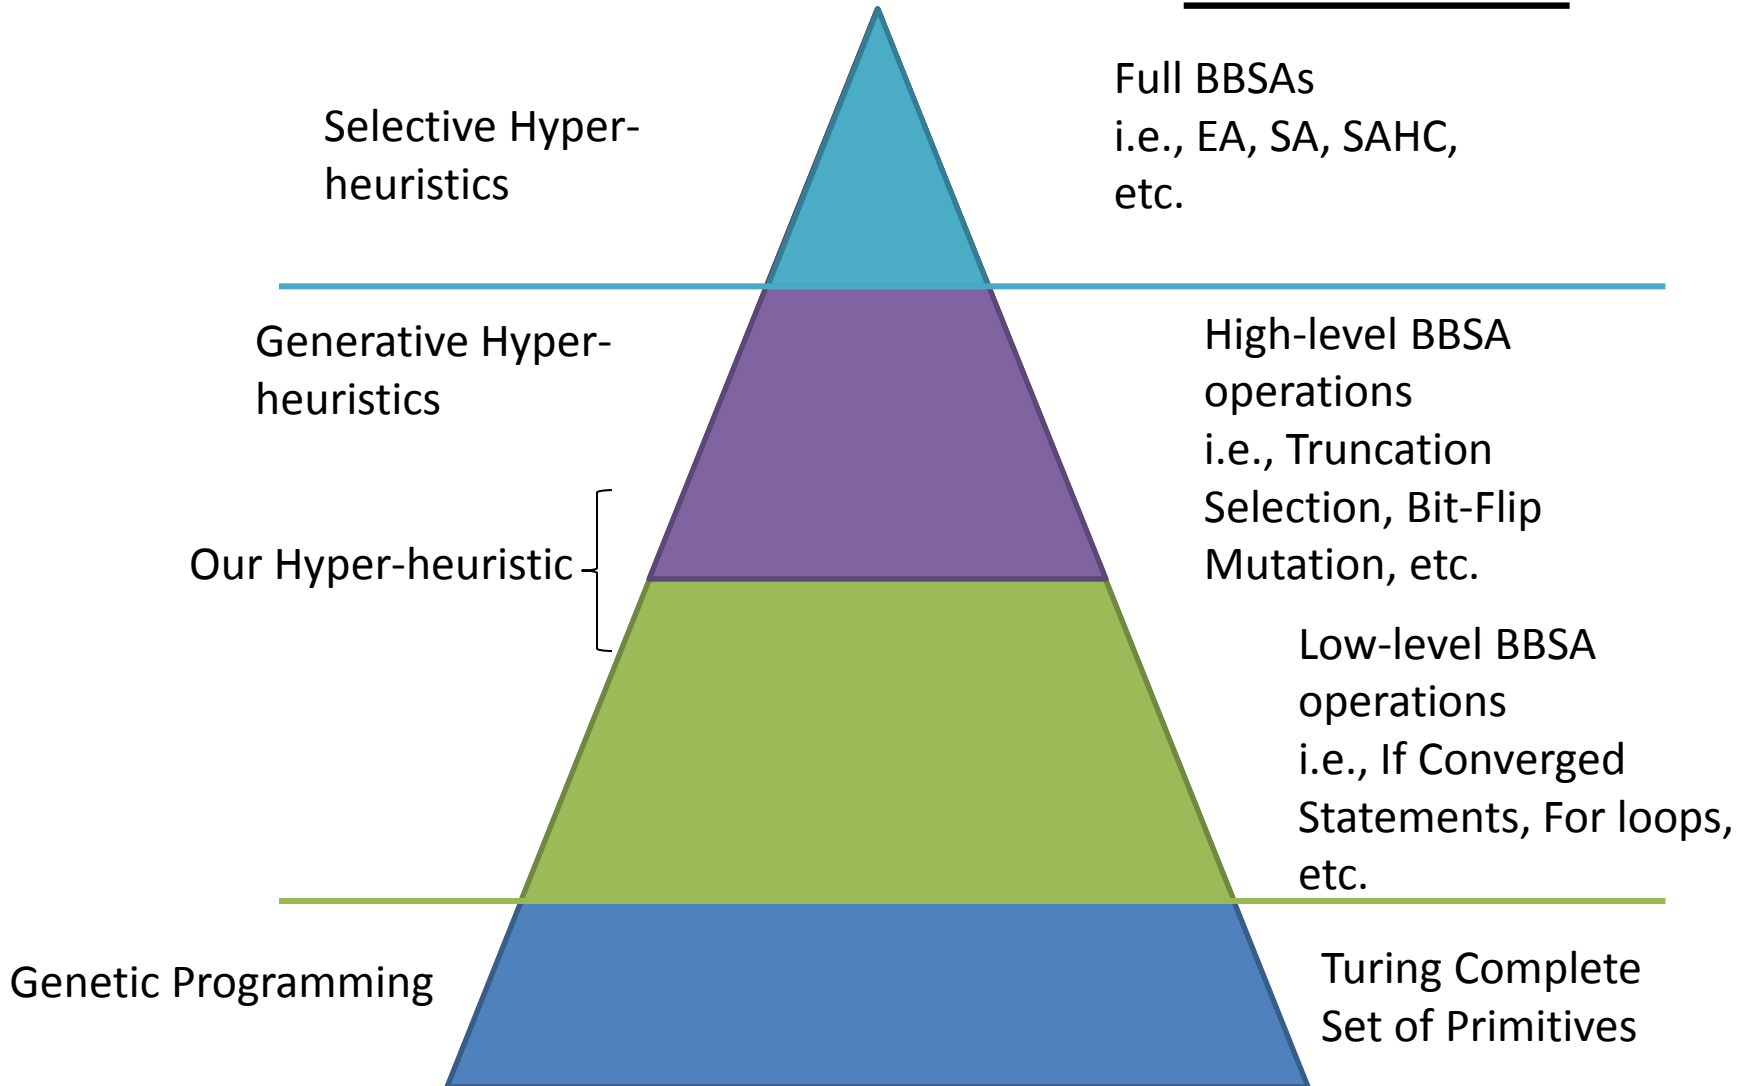 Selective Hyper-
heuristics
Full BBSAs
i.e., EA, SA, SAHC,
etc.
Generative Hyper-
heuristics
High-level BBSA
operations
i.e., Truncation
Selection, Bit-Flip
Mutation, etc.
Our Hyper-heuristic
Low-level BBSA
operations
i.e., If Converged
Statements, For loops,
etc.
Genetic Programming
Turing Complete
Set of Primitives